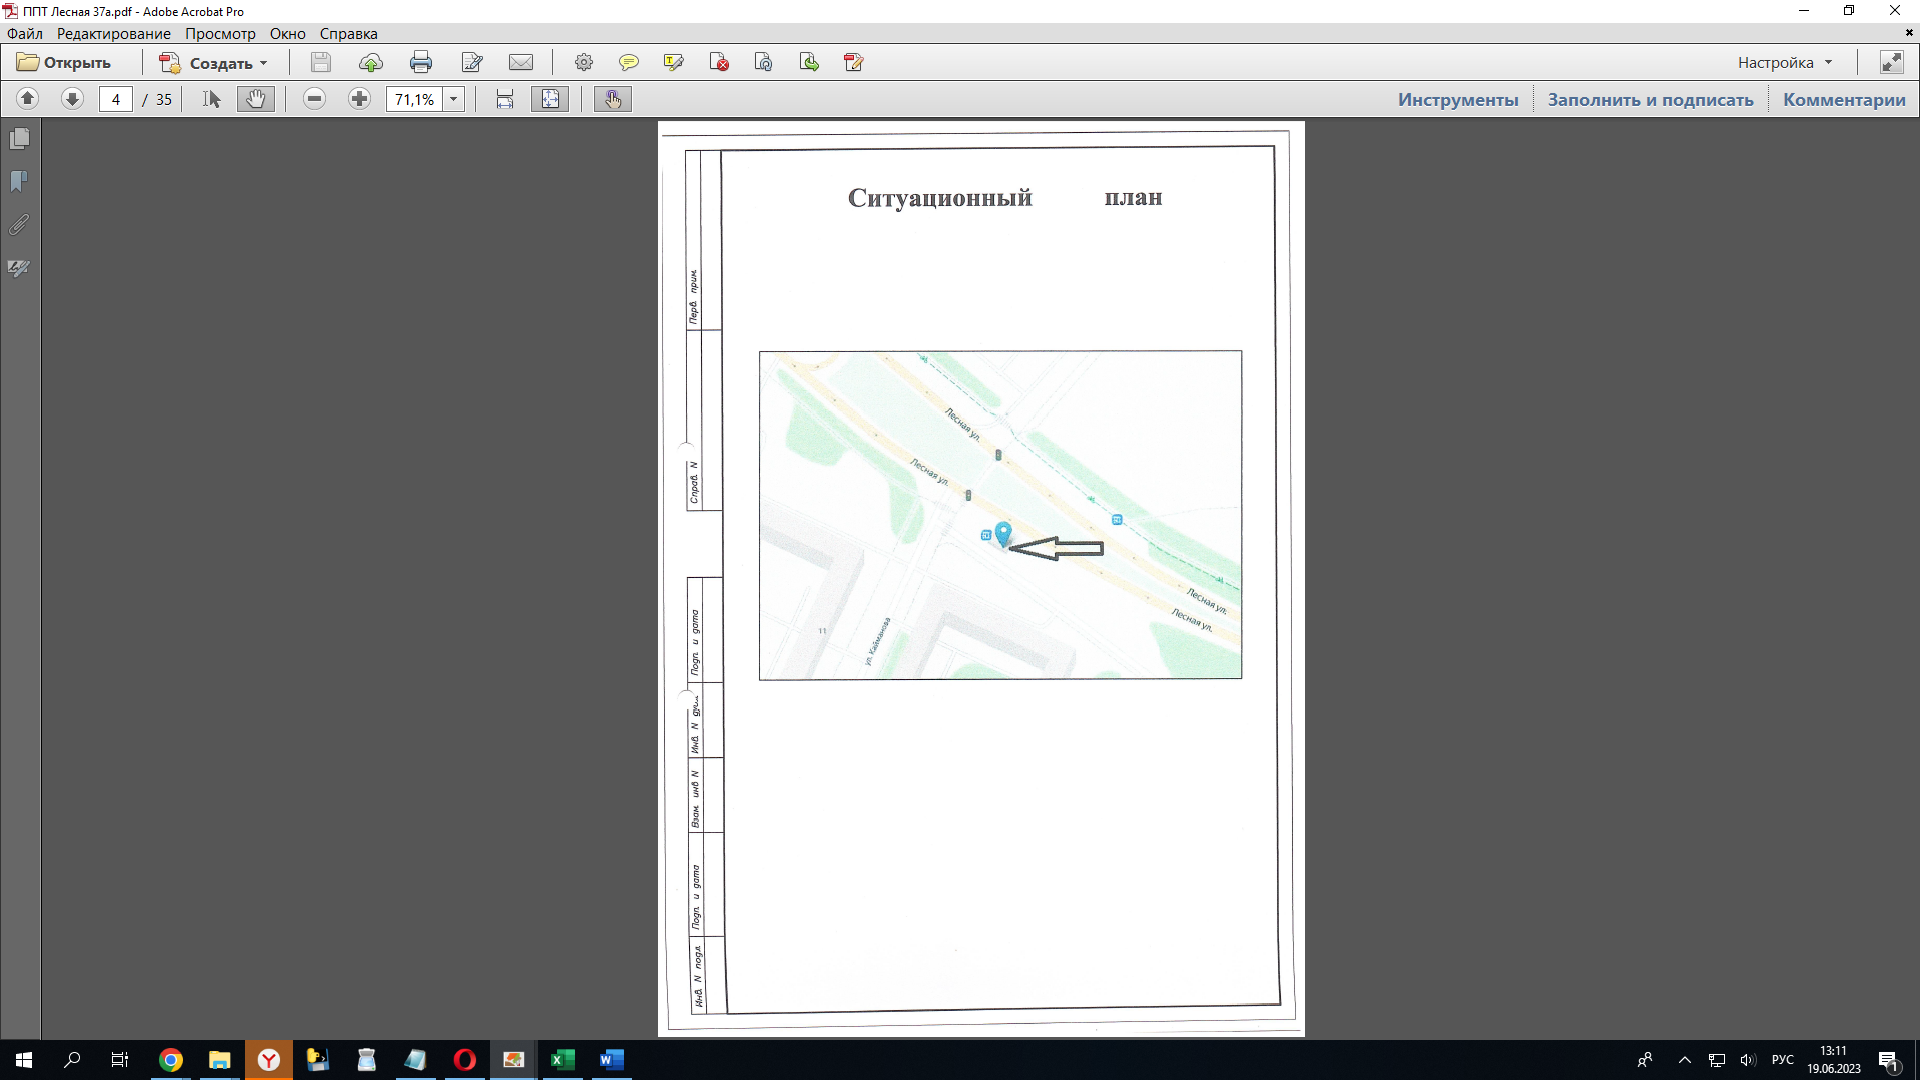 ППТ Лесная 37а.pdf - Adobe Acrobat Pro
Файл Редактирование Просмотр Окно Справка
Открыть Создать Настройка
4 / 35 71,1% Инструменты Заполнить и подписать Комментарии
Ситуационный план
Перв. прим.
Справ. N
Подп. и дата
Инв. N
Взам. инв N
Подп. и дата
Инв. N подл.
Лесная ул.
Лесная ул.
Лесная ул.
Лесная ул.
11
ул. Кайманова
РУС
13:11
19.06.2023
1